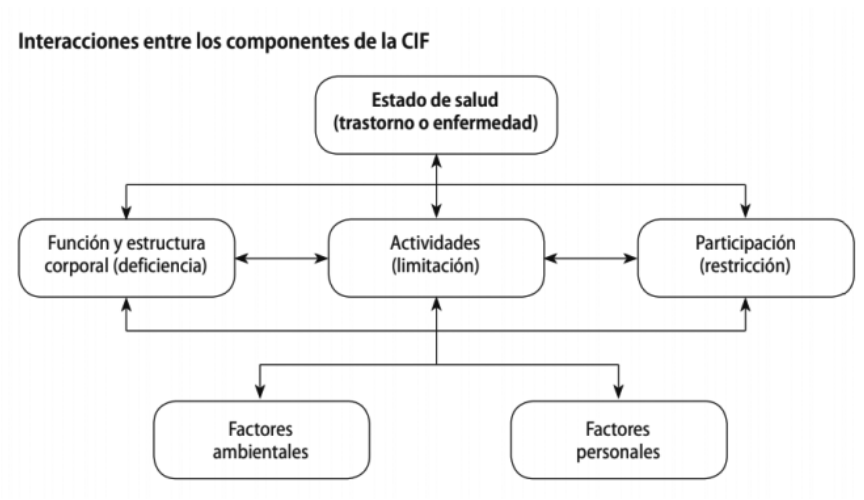 Interacciones entre los componentes de la CIF
Estado de salud
(trastorno o enfermedad)
Función y estructura
corporal (deficiencia)
Actividades
(limitación)
Participación
(restricción)
Factores
ambientales
Factores
personales